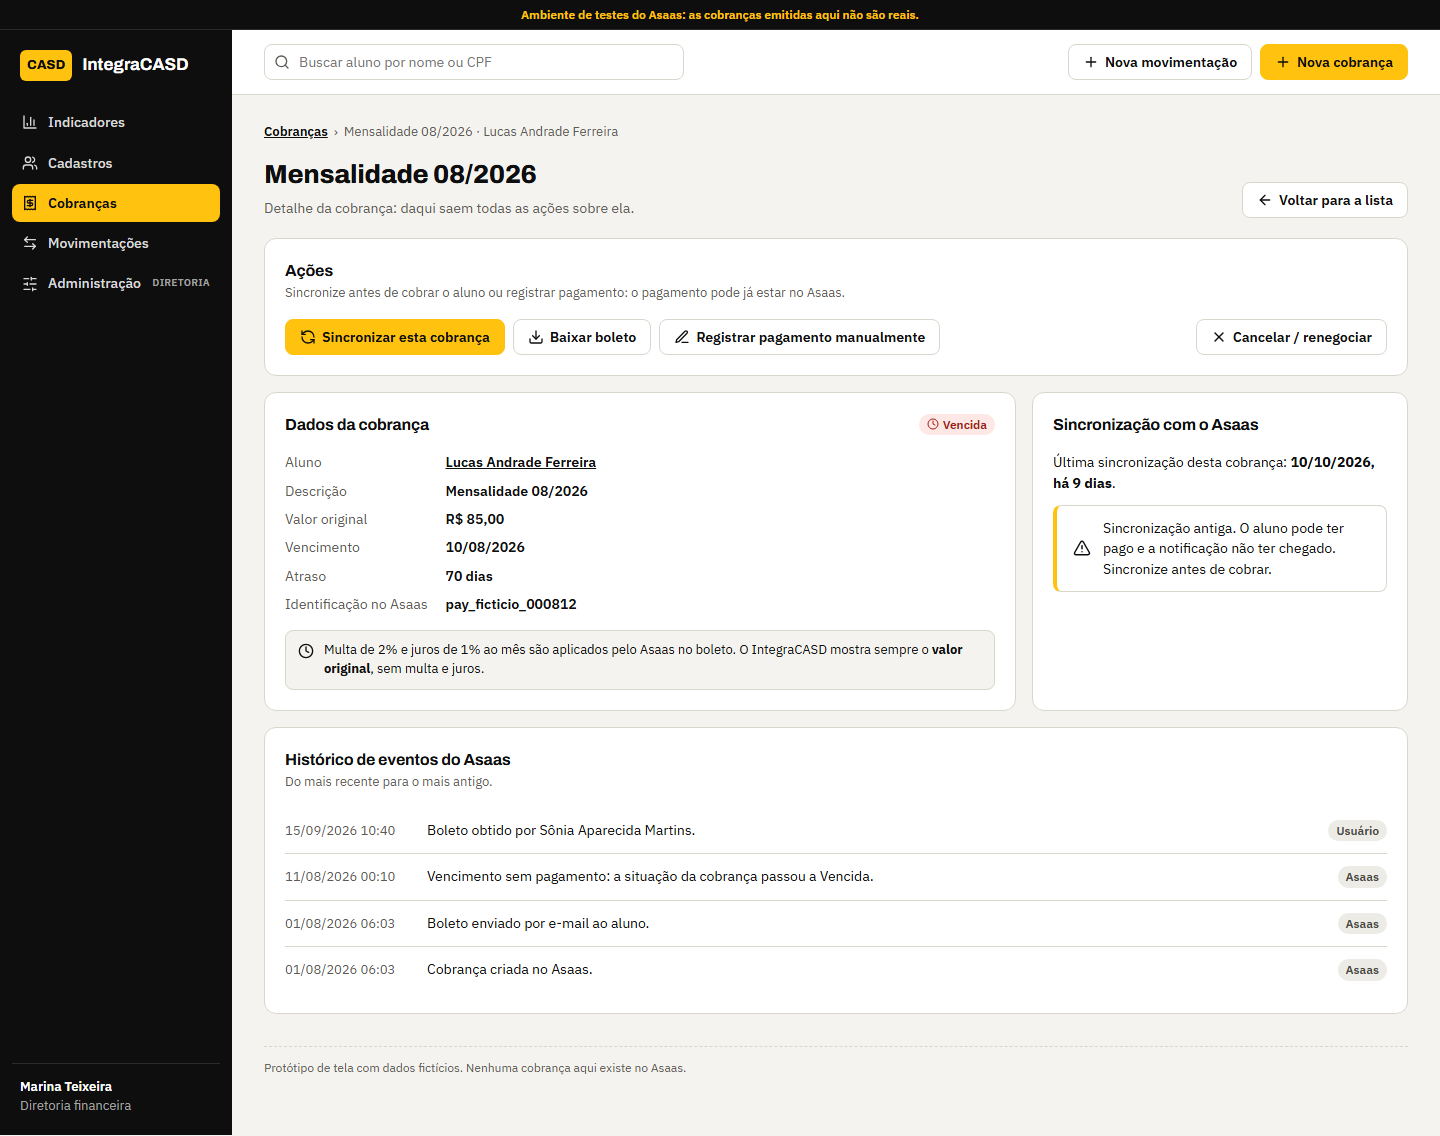 Ambiente de testes do Asaas: as cobranças emitidas aqui não são reais.
CASD IntegraCASD
Indicadores
Cadastros
Cobranças
Movimentações
Administração DIRETORIA
Marina Teixeira
Diretoria financeira
Buscar aluno por nome ou CPF
Nova movimentação
Nova cobrança
Cobranças › Mensalidade 08/2026 · Lucas Andrade Ferreira
Mensalidade 08/2026
Detalhe da cobrança: daqui saem todas as ações sobre ela.
Voltar para a lista
Ações
Sincronize antes de cobrar o aluno ou registrar pagamento: o pagamento pode já estar no Asaas.
Sincronizar esta cobrança
Baixar boleto
Registrar pagamento manualmente
Cancelar / renegociar
Dados da cobrança
Vencida
Aluno Lucas Andrade Ferreira
Descrição Mensalidade 08/2026
Valor original R$ 85,00
Vencimento 10/08/2026
Atraso 70 dias
Identificação no Asaas pay_ficticio_000812
Multa de 2% e juros de 1% ao mês são aplicados pelo Asaas no boleto. O IntegraCASD mostra sempre o valor
original, sem multa e juros.
Sincronização com o Asaas
Última sincronização desta cobrança: 10/10/2026,
há 9 dias.
Sincronização antiga. O aluno pode ter
pago e a notificação não ter chegado.
Sincronize antes de cobrar.
Histórico de eventos do Asaas
Do mais recente para o mais antigo.
15/09/2026 10:40 Boleto obtido por Sônia Aparecida Martins. Usuário
11/08/2026 00:10 Vencimento sem pagamento: a situação da cobrança passou a Vencida. Asaas
01/08/2026 06:03 Boleto enviado por e-mail ao aluno. Asaas
01/08/2026 06:03 Cobrança criada no Asaas. Asaas
Protótipo de tela com dados fictícios. Nenhuma cobrança aqui existe no Asaas.